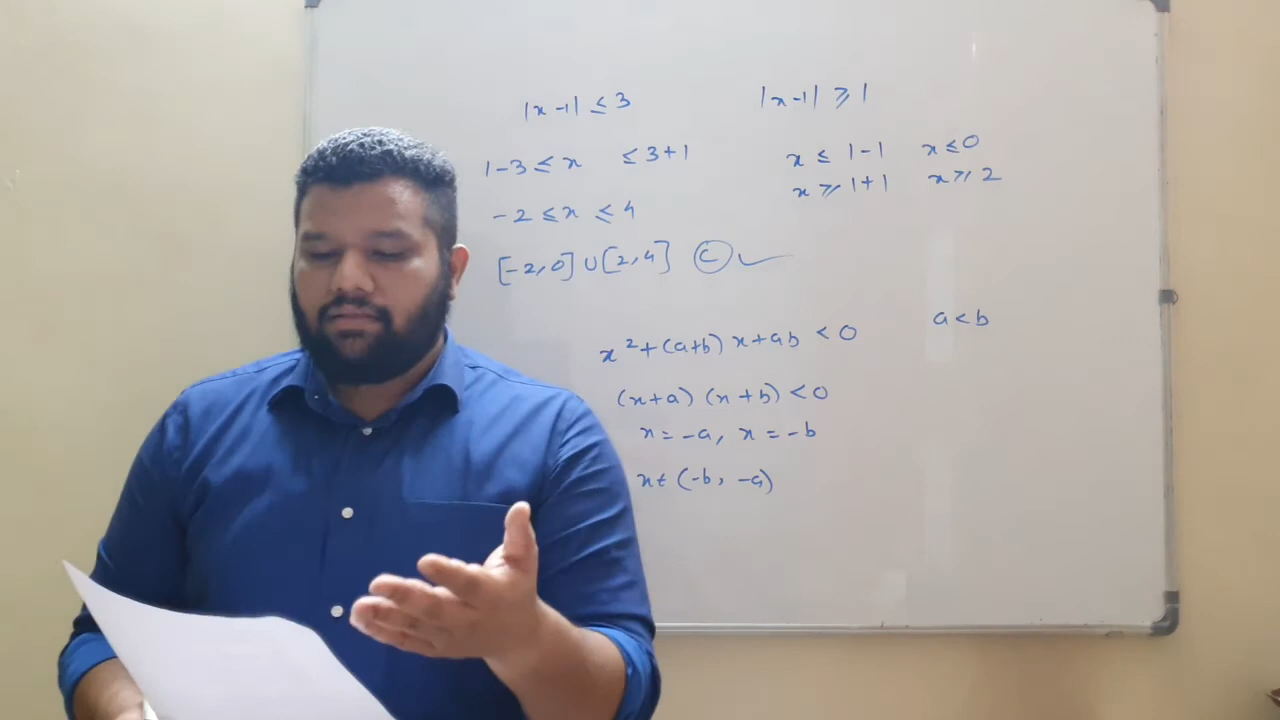 |x-1| ≤ 3
1-3 ≤ x ≤ 3+1
-2 ≤ x ≤ 4
[-2,0] ∪ [2,4] C ✓
|x-1| ≥ 1
x ≤ 1-1 x ≤ 0
x ≥ 1+1 x ≥ 2
x²+(a+b)x+ab < 0 a<b
(x+a)(x+b) < 0
x = -a, x = -b
x ∈ (-b, -a)